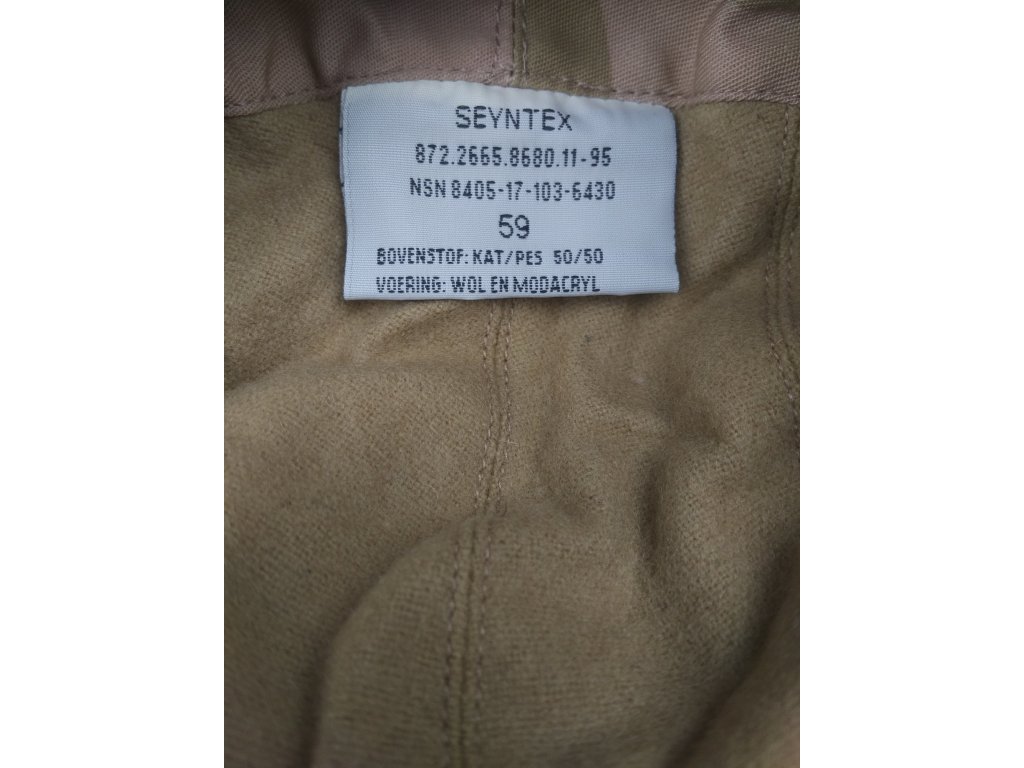 SEYNTEX
872.2665.8680.11-95
NSN 8405-17-103-6430
59
BOVENSTOF: KAT/PES 50/50
VOERING: WOL EN MODACRYL